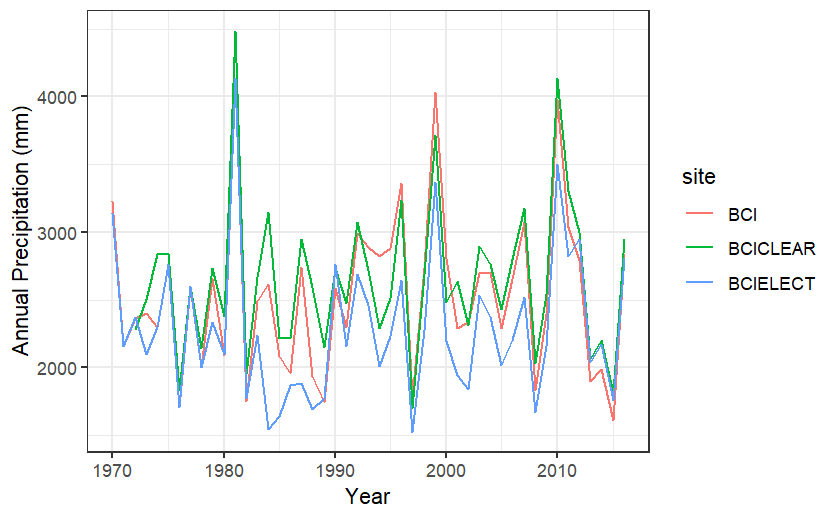 Annual Precipitation (mm)
4000
3000
2000
1970
1980
1990
2000
2010
Year
site
BCI
BCICLEAR
BCIELECT